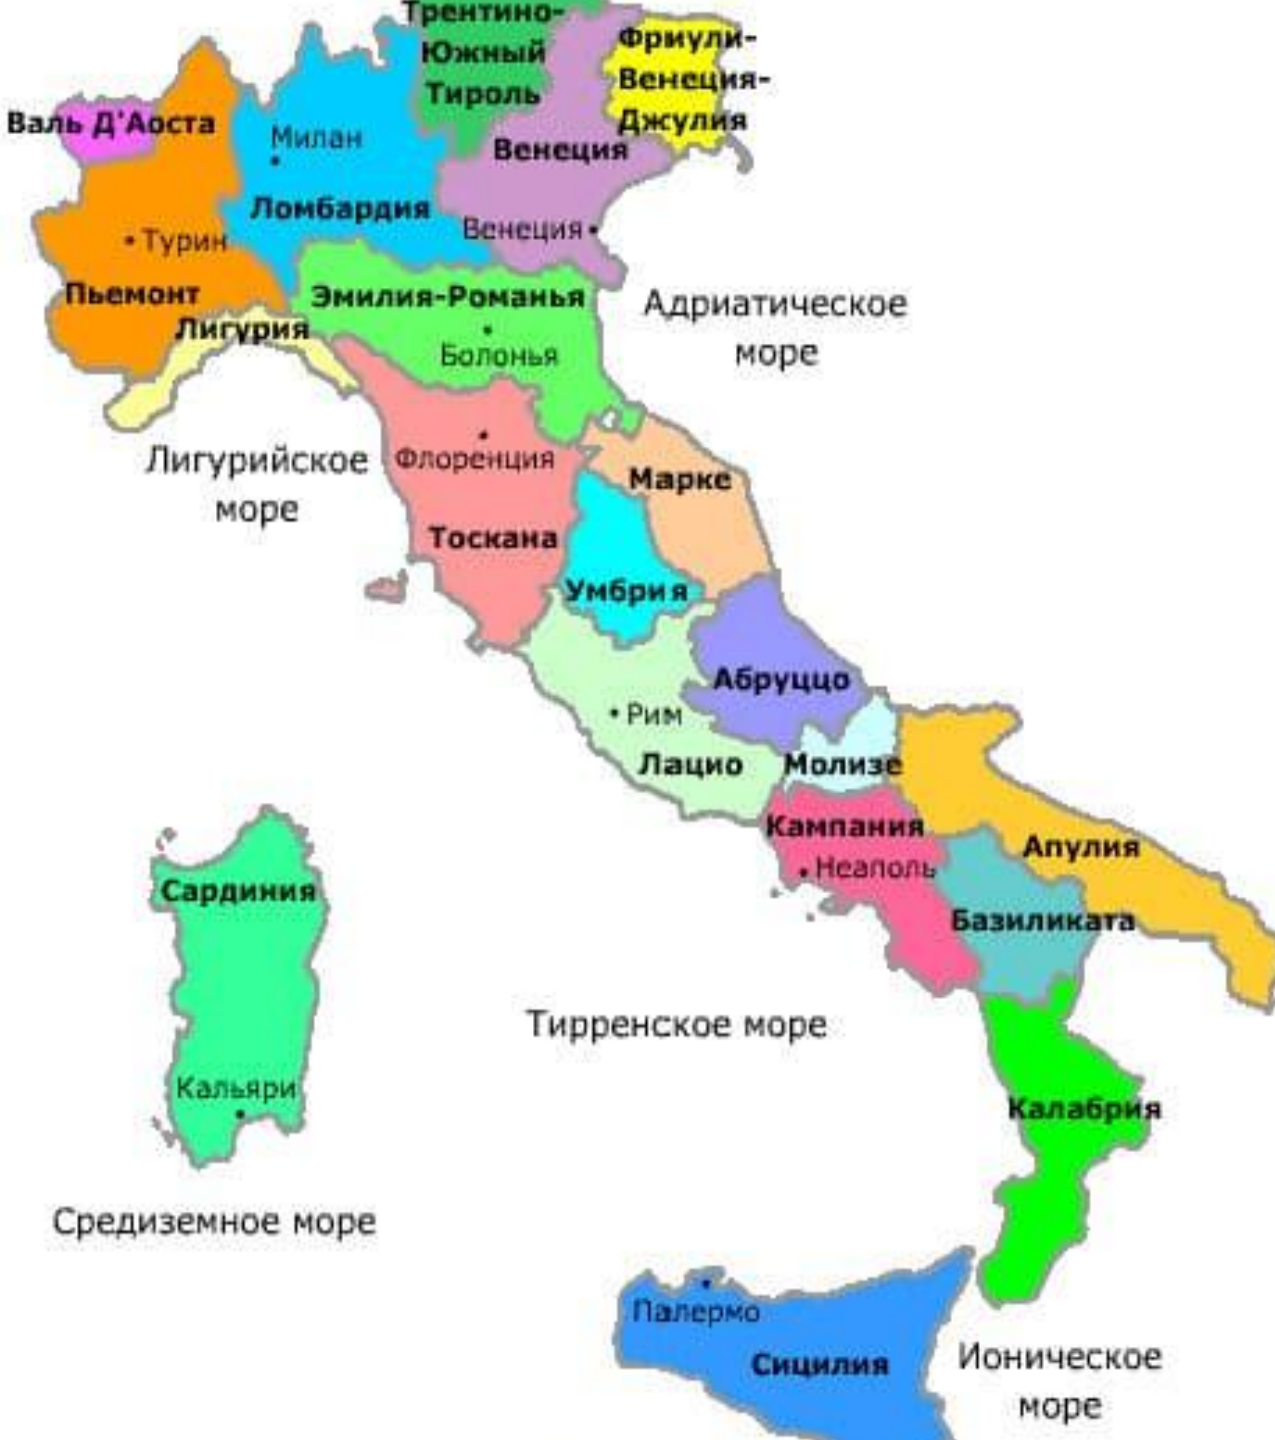 Трентино-
Южный
Тироль
Фриули-
Венеция-
Джулия
Валь Д'Аоста
Милан
Венеция
Ломбардия
Венеция
Турин
Пьемонт
Эмилия-Романья
Лигурия
Болонья
Адриатическое
море
Лигурийское
море
Флоренция
Марке
Тоскана
Умбрия
Абруццо
Рим
Лацио
Молизе
Кампания
Неаполь
Апулия
Базиликата
Сардиния
Кальяри
Тирренское море
Калабрия
Средиземное море
Палермо
Сицилия
Ионическое
море